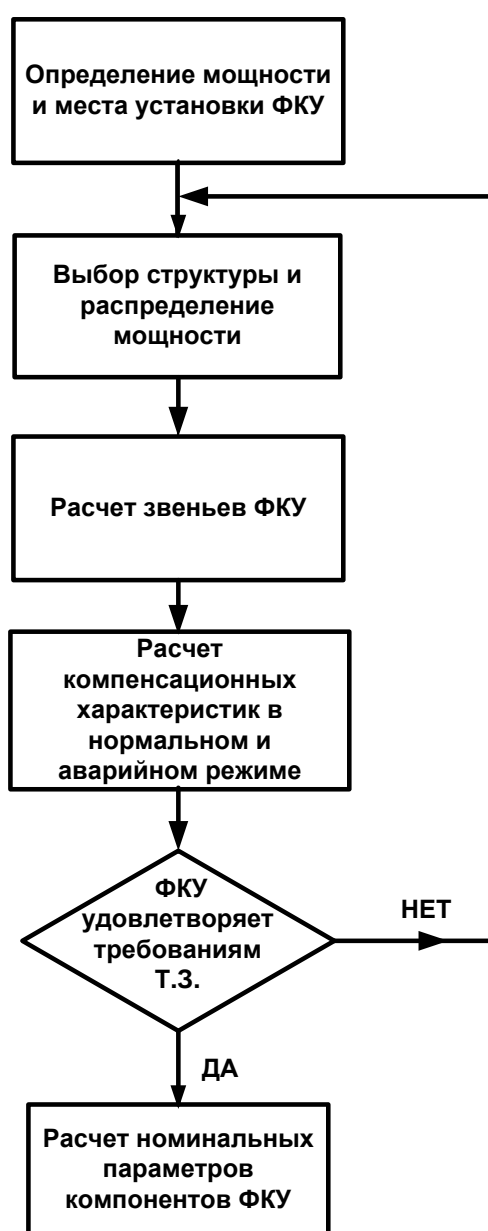 Определение мощности
и места установки ФКУ
Выбор структуры и
распределение
мощности
Расчет звеньев ФКУ
Расчет
компенсационных
характеристик в
нормальном и
аварийном режиме
ФКУ
удовлетворяет
требованиям
Т.З.
НЕТ
ДА
Расчет номинальных
параметров
компонентов ФКУ